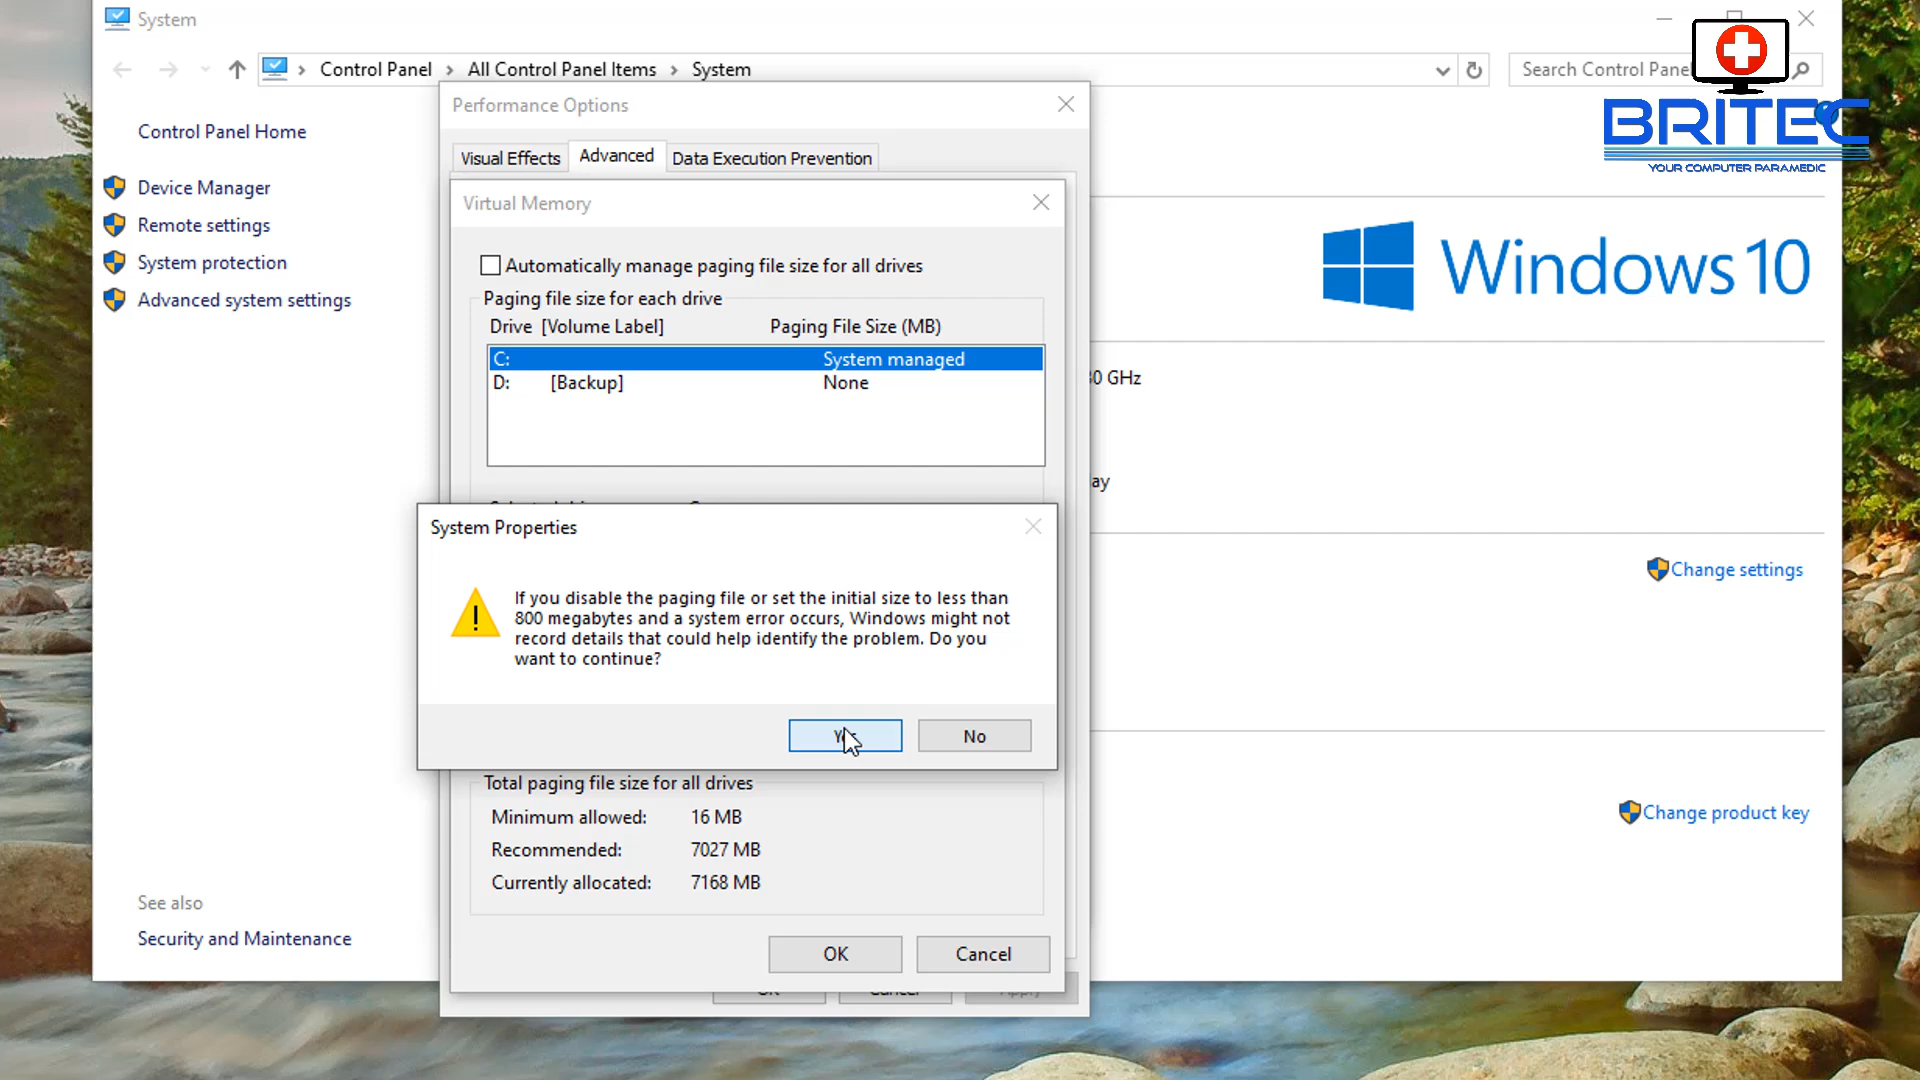 System
Control Panel > All Control Panel Items > System
Search Control Pane
BRITEC
YOUR COMPUTER PARAMEDIC
Control Panel Home
Device Manager
Remote settings
System protection
Advanced system settings
See also
Security and Maintenance
Performance Options
Visual Effects
Advanced
Data Execution Prevention
Virtual Memory
Automatically manage paging file size for all drives
Paging file size for each drive
Drive [Volume Label] Paging File Size (MB)
C: System managed
D: [Backup] None
System Properties
If you disable the paging file or set the initial size to less than
800 megabytes and a system error occurs, Windows might not
record details that could help identify the problem. Do you
want to continue?
No
Total paging file size for all drives
Minimum allowed: 16 MB
Recommended: 7027 MB
Currently allocated: 7168 MB
OK Cancel
Windows 10
0 GHz
ay
Change settings
Change product key